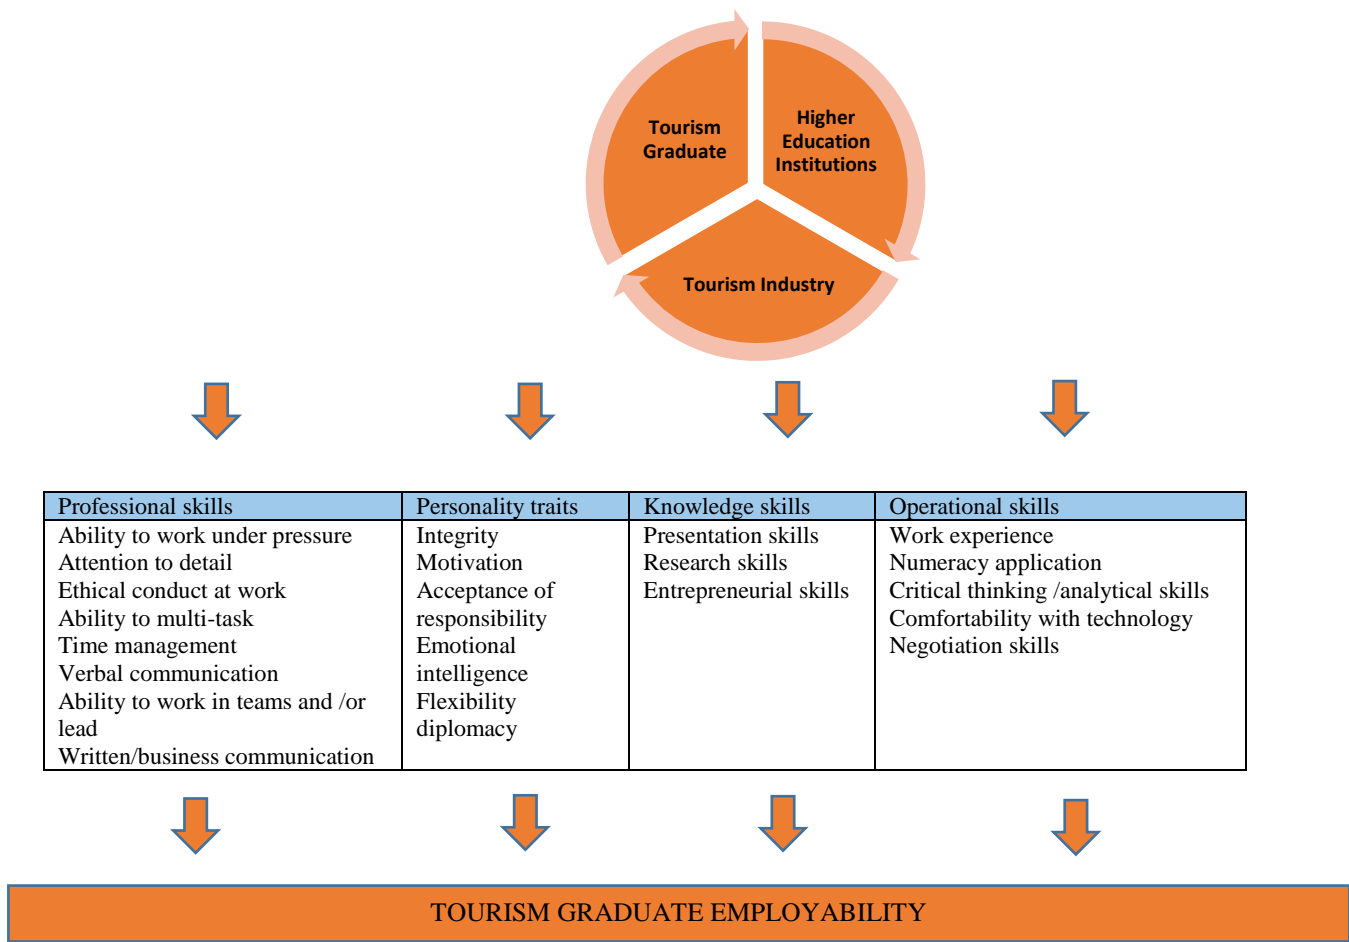 Tourism
Graduate
Higher
Education
Institutions
Tourism Industry
Professional skills
Ability to work under pressure
Attention to detail
Ethical conduct at work
Ability to multi-task
Time management
Verbal communication
Ability to work in teams and /or
lead
Written/business communication
Personality traits
Integrity
Motivation
Acceptance of
responsibility
Emotional
intelligence
Flexibility
diplomacy
Knowledge skills
Presentation skills
Research skills
Entrepreneurial skills
Operational skills
Work experience
Numeracy application
Critical thinking /analytical skills
Comfortability with technology
Negotiation skills
TOURISM GRADUATE EMPLOYABILITY